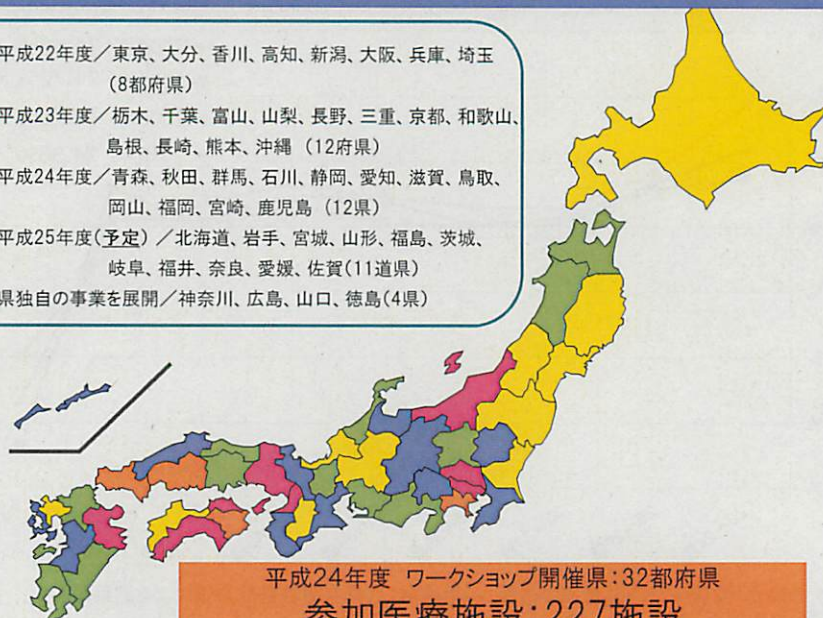 平成22年度／東京、大分、香川、高知、新潟、大阪、兵庫、埼玉
(8都府県)
平成23年度／栃木、千葉、富山、山梨、長野、三重、京都、和歌山、
島根、長崎、熊本、沖縄 (12府県)
平成24年度／青森、秋田、群馬、石川、静岡、愛知、滋賀、鳥取、
岡山、福岡、宮崎、鹿児島 (12県)
平成25年度(予定) ／北海道、岩手、宮城、山形、福島、茨城、
岐阜、福井、奈良、愛媛、佐賀(11道県)
県独自の事業を展開／神奈川、広島、山口、徳島(4県)
平成24年度 ワークショップ開催県：32都府県
参加医療施設：227施設